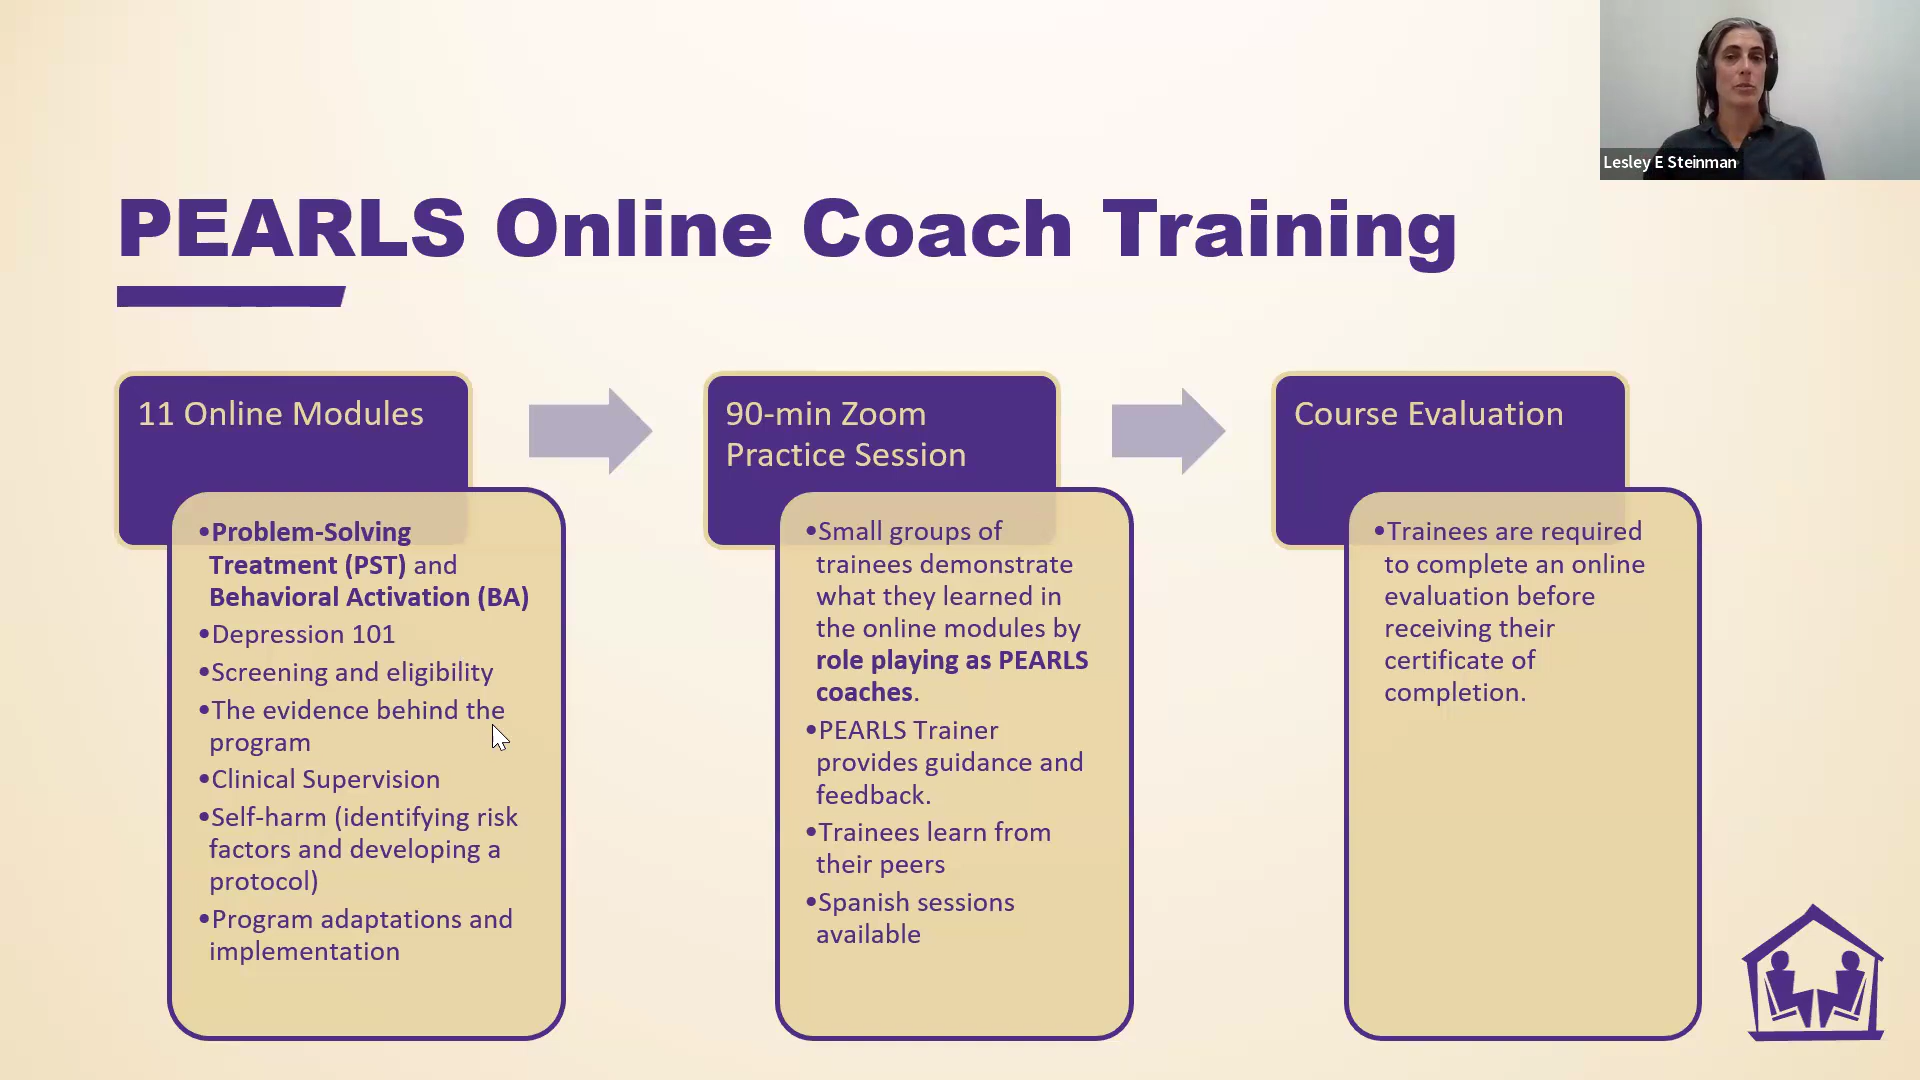 Lesley E Steinman
PEARLS Online Coach Training
11 Online Modules
•Problem-Solving
Treatment (PST) and
Behavioral Activation (BA)
•Depression 101
•Screening and eligibility
•The evidence behind the
program
•Clinical Supervision
•Self-harm (identifying risk
factors and developing a
protocol)
•Program adaptations and
implementation
90-min Zoom
Practice Session
•Small groups of
trainees demonstrate
what they learned in
the online modules by
role playing as PEARLS
coaches.
•PEARLS Trainer
provides guidance and
feedback.
•Trainees learn from
their peers
•Spanish sessions
available
Course Evaluation
•Trainees are required
to complete an online
evaluation before
receiving their
certificate of
completion.